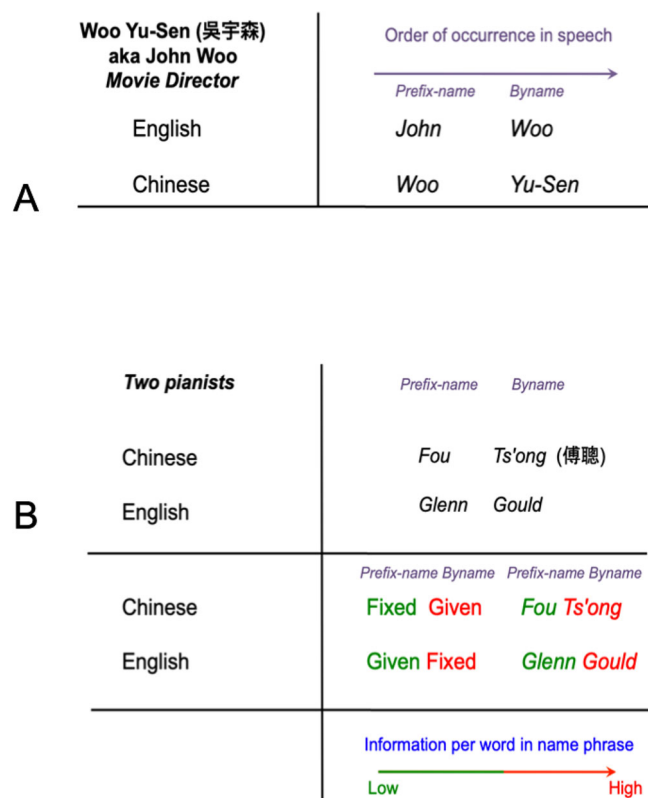 Woo Yu-Sen (吳宇森)
aka John Woo
Movie Director
Order of occurrence in speech
Prefix-name Byname
English John Woo
Chinese Woo Yu-Sen
A
Two pianists Prefix-name Byname
Chinese Fou Ts'ong (傅聰)
English Glenn Gould
B
Prefix-name Byname Prefix-name Byname
Chinese Fixed Given Fou Ts'ong
English Given Fixed Glenn Gould
Information per word in name phrase
Low High